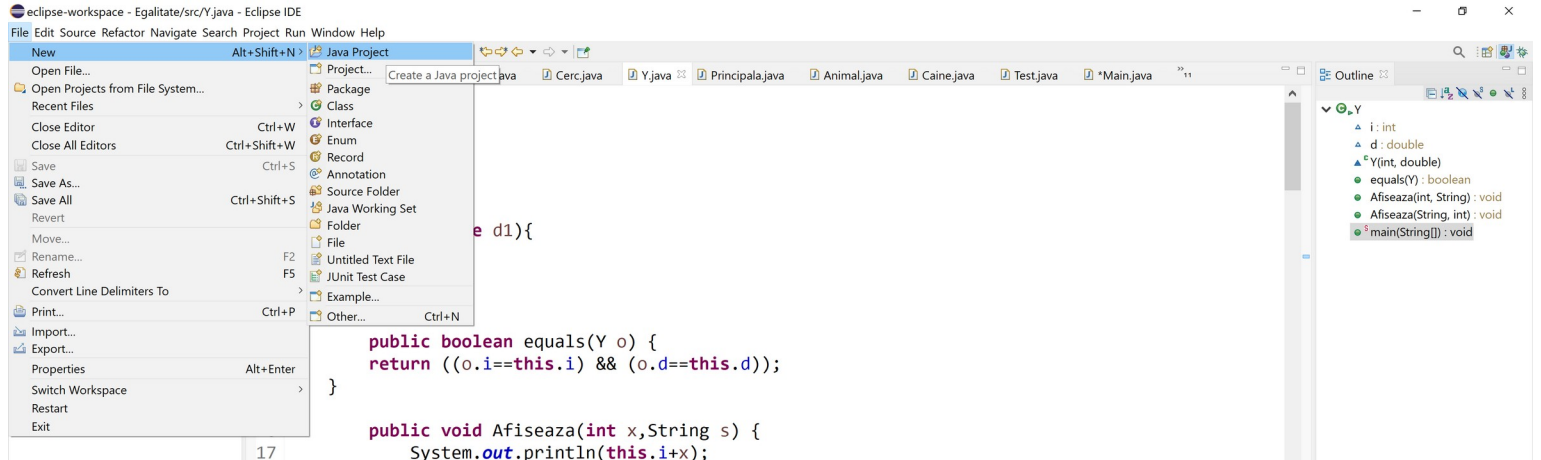 eclipse-workspace - Egalitate/src/Y.java - Eclipse IDE
File Edit Source Refactor Navigate Search Project Run Window Help
New Alt+Shift+N >
Open File...
Open Projects from File System...
Recent Files >
Close Editor Ctrl+W
Close All Editors Ctrl+Shift+W
Save Ctrl+S
Save As...
Save All Ctrl+Shift+S
Revert
Move...
Rename... F2
Refresh F5
Convert Line Delimiters To >
Print... Ctrl+P
Import...
Export...
Properties Alt+Enter
Switch Workspace >
Restart
Exit
Java Project
Project...
Package
Class
Interface
Enum
Record
Annotation
Source Folder
Java Working Set
Folder
File
Untitled Text File
JUnit Test Case
Example...
Other... Ctrl+N
Create a Java project
ava Cerc.java Y.java Principala.java Animal.java Caine.java Test.java *Main.java »11
e d1){
public boolean equals(Y o) {
return ((o.i==this.i) && (o.d==this.d));
}
public void Afiseaza(int x,String s) {
17 System.out.println(this.i+x);
Outline
Y
i : int
d : double
Y(int, double)
equals(Y) : boolean
Afiseaza(int, String) : void
Afiseaza(String, int) : void
main(String[]) : void